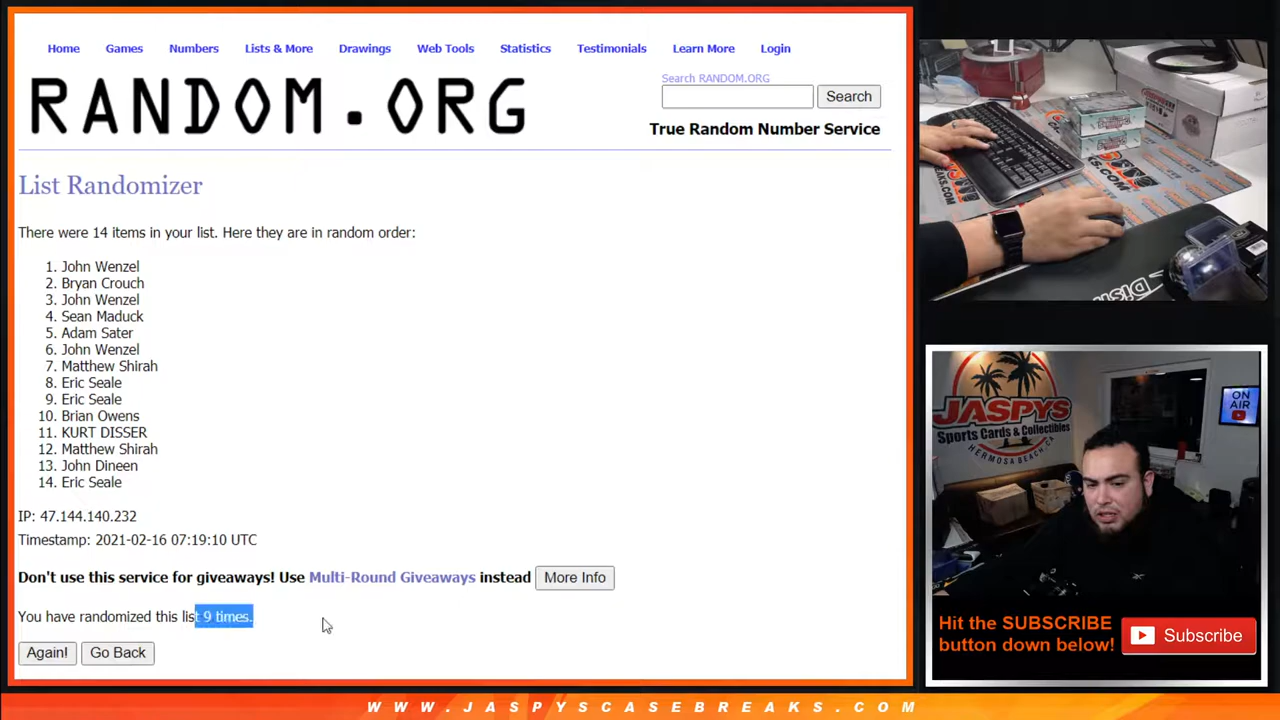 Home Games Numbers Lists & More Drawings Web Tools Statistics Testimonials Learn More Login
RANDOM.ORG
Search RANDOM.ORG
Search
True Random Number Service
List Randomizer
There were 14 items in your list. Here they are in random order:
1. John Wenzel
2. Bryan Crouch
3. John Wenzel
4. Sean Maduck
5. Adam Sater
6. John Wenzel
7. Matthew Shirah
8. Eric Seale
9. Eric Seale
10. Brian Owens
11. KURT DISSER
12. Matthew Shirah
13. John Dineen
14. Eric Seale
IP: 47.144.140.232
Timestamp: 2021-02-16 07:19:10 UTC
Don't use this service for giveaways! Use Multi-Round Giveaways instead More Info
You have randomized this list 9 times.
Again! Go Back
JASPYS
Sports Cards & Collectibles
HERMOSA BEACH, CA
ON
AIR
Hit the SUBSCRIBE
button down below!
Subscribe
WWW.JASPYSCASEBREAKS.COM